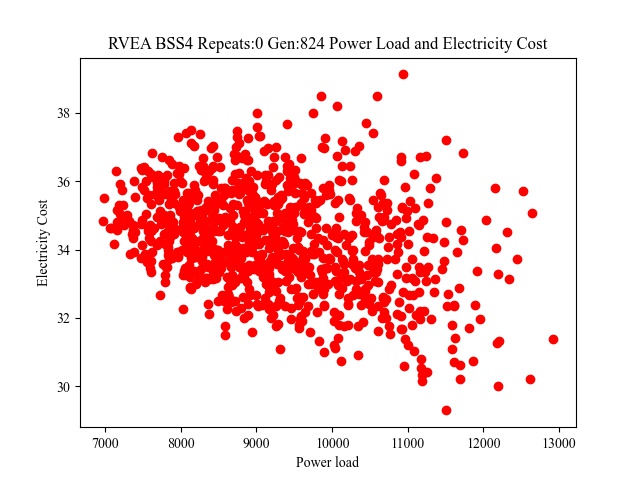 RVEA BSS4 Repeats:0 Gen:824 Power Load and Electricity Cost
38
36
34
32
30
Electricity Cost
7000 8000 9000 10000 11000 12000 13000
Power load